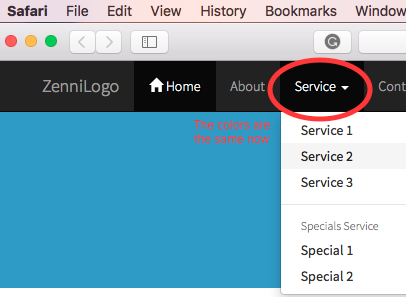 Safari File Edit View History Bookmarks Window
ZenniLogo Home About Service Cont
The colors are
the same now
Service 1
Service 2
Service 3
Specials Service
Special 1
Special 2